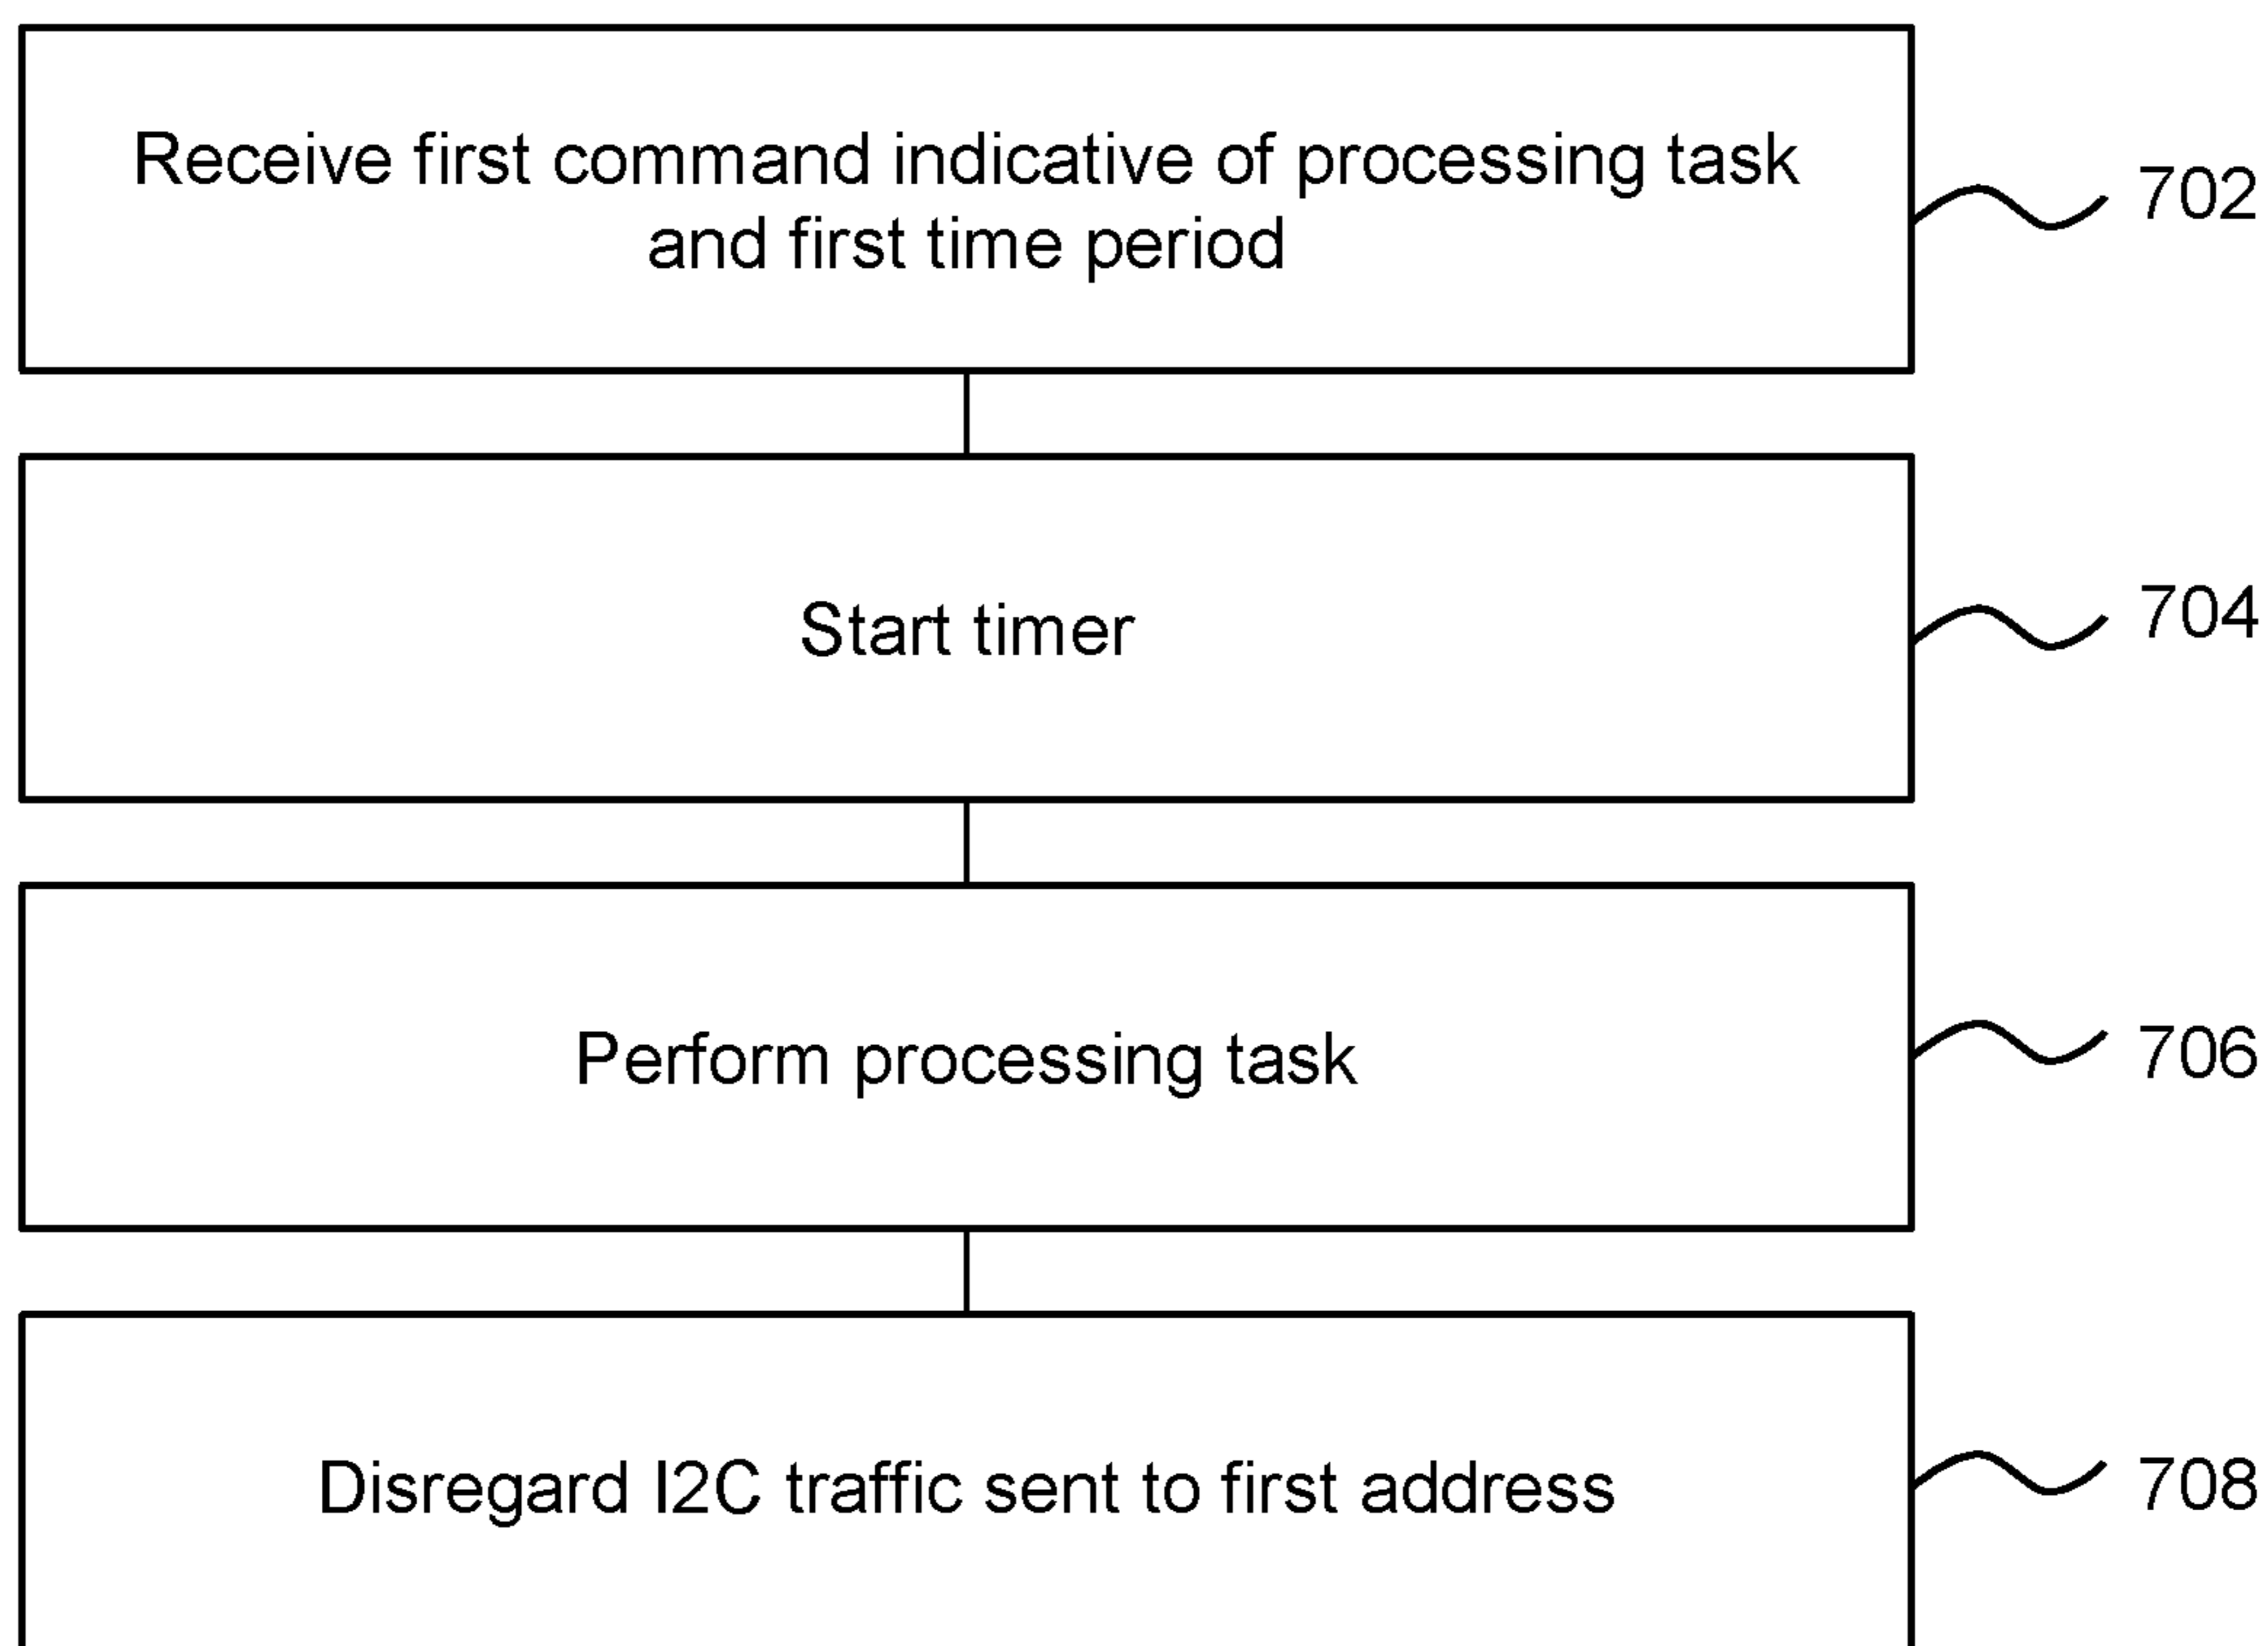 Receive first command indicative of processing task
and first time period
702
Start timer
704
Perform processing task
706
Disregard I2C traffic sent to first address
708